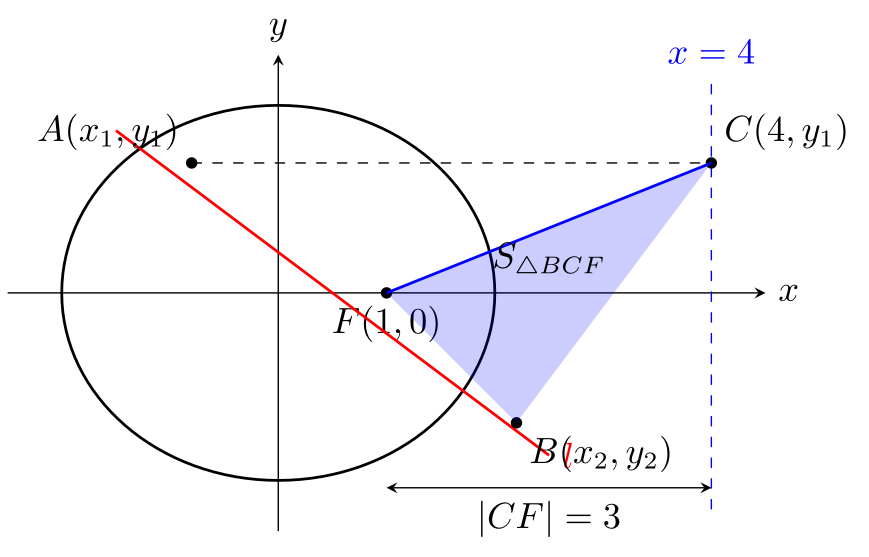 y
x = 4
A(x₁, y₁)
C(4, y₁)
S△BCF
x
F(1, 0)
B(x₂, y₂)
l
|CF| = 3